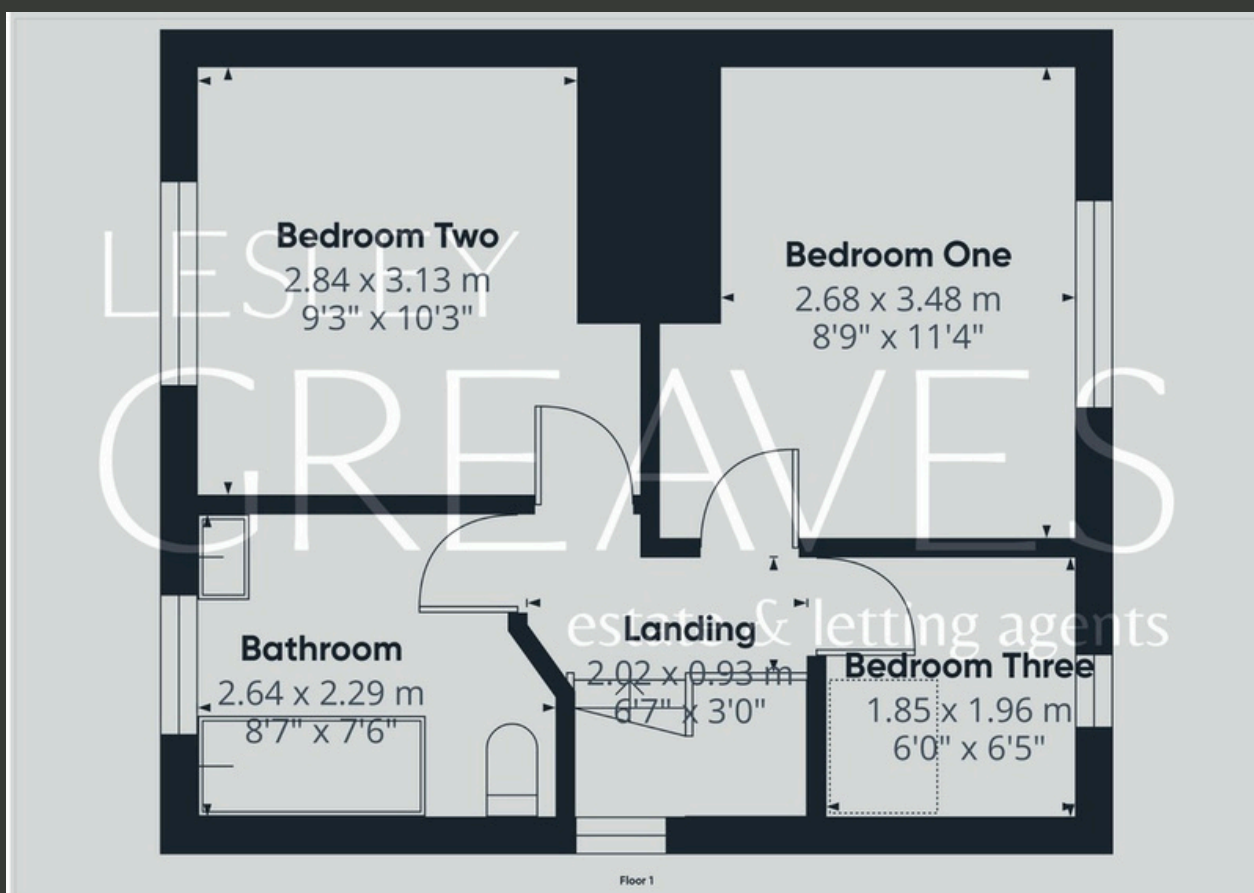 Bedroom Two
2.84 x 3.13 m
9'3" x 10'3"
Bedroom One
2.68 x 3.48 m
8'9" x 11'4"
LESLEY
GREAVES
estate & letting agents
Landing
2.02 x 0.93 m
6'7" x 3'0"
Bathroom
2.64 x 2.29 m
8'7" x 7'6"
Bedroom Three
1.85 x 1.96 m
6'0" x 6'5"
Floor 1